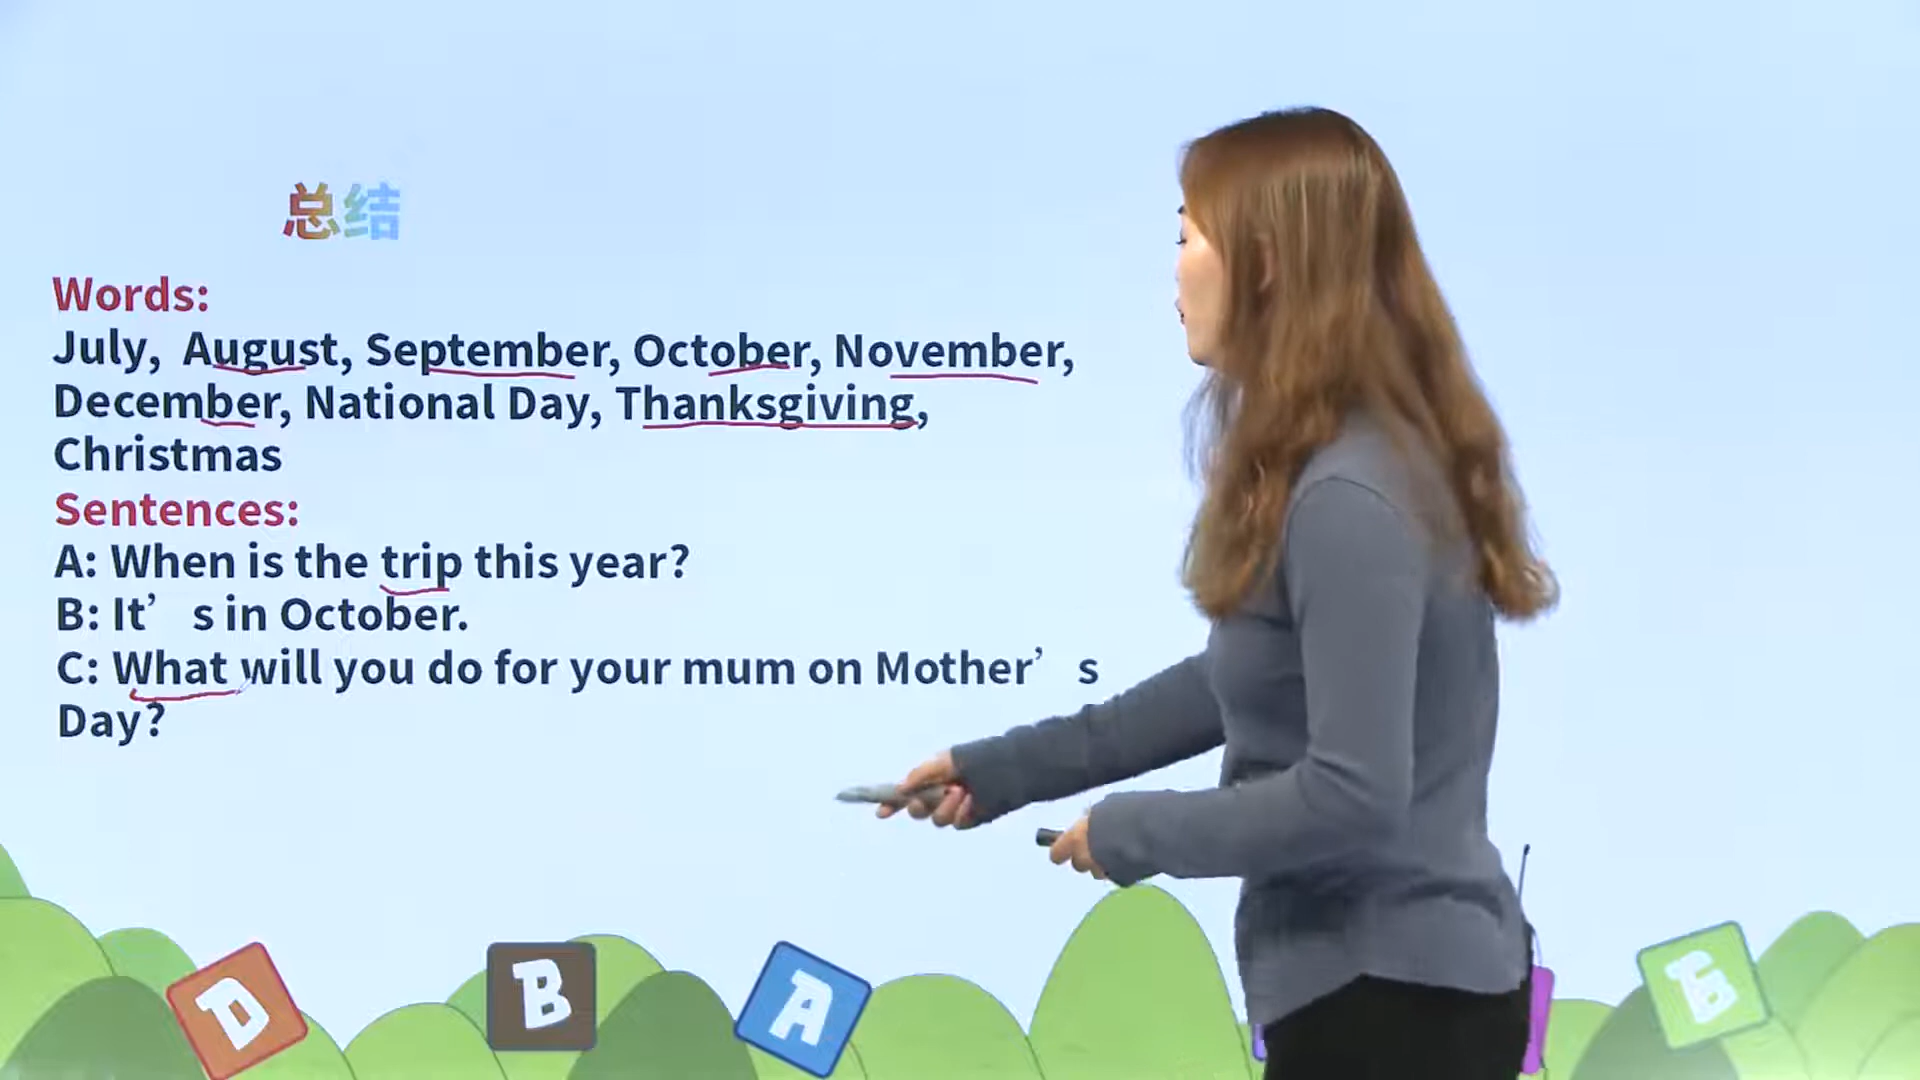 总结
Words:
July, August, September, October, November,
December, National Day, Thanksgiving,
Christmas
Sentences:
A: When is the trip this year?
B: It’ s in October.
C: What will you do for your mum on Mother’ s
Day?
D
B
A